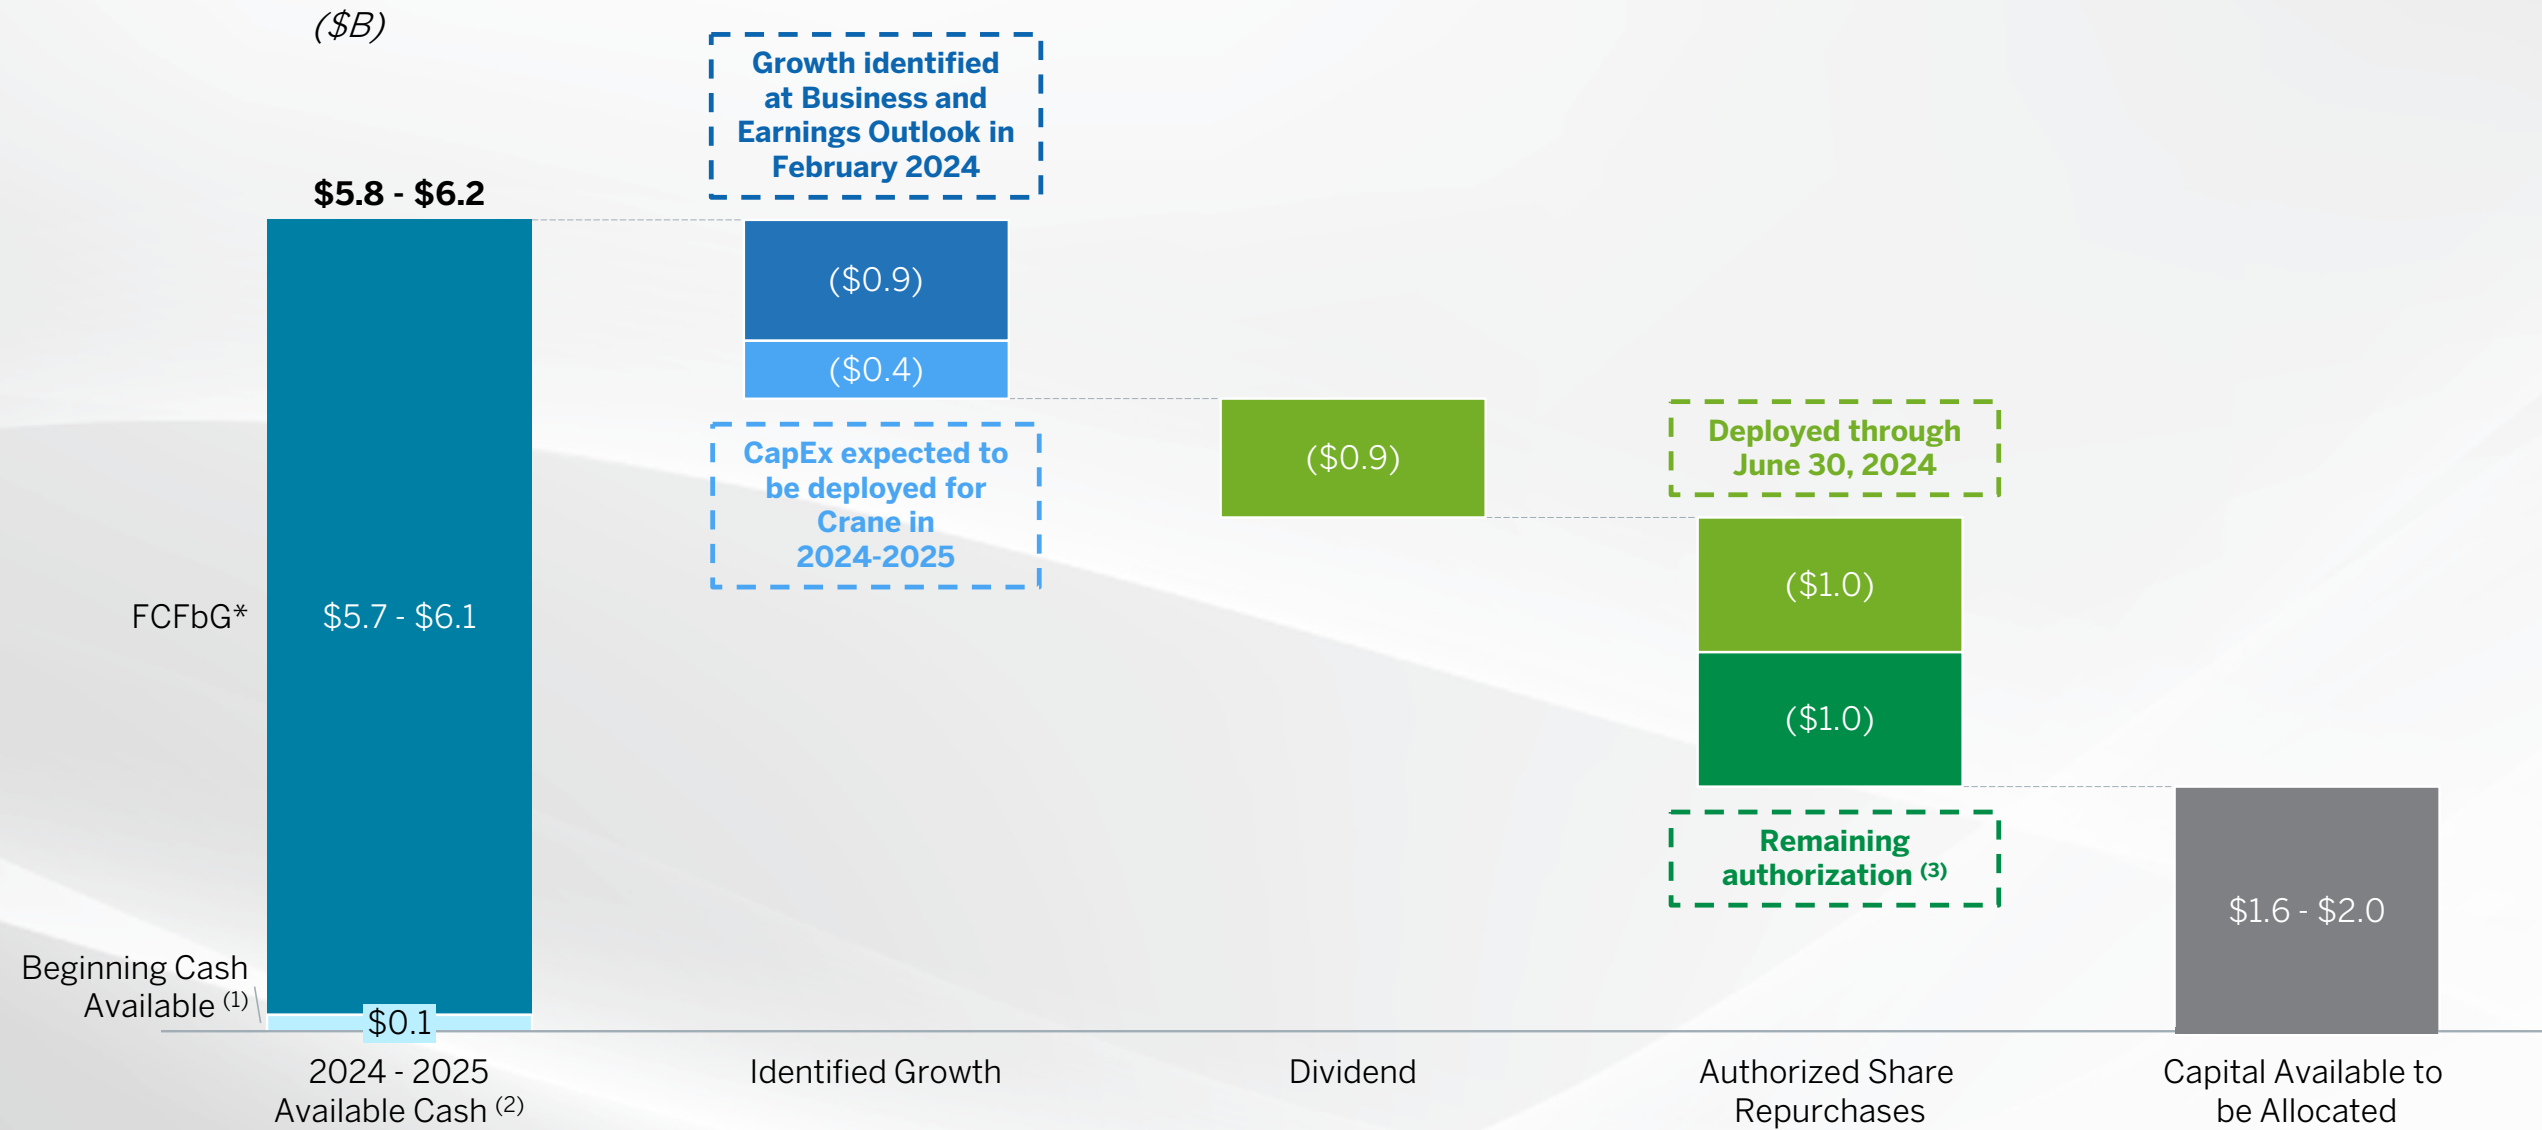 ($B)
Growth identified
at Business and
Earnings Outlook in
February 2024
$5.8 - $6.2
($0.9)
($0.4)
CapEx expected to
be deployed for
Crane in
2024-2025
($0.9)
Deployed through
June 30, 2024
($1.0)
($1.0)
Remaining
authorization (3)
FCFbG*
$5.7 - $6.1
$1.6 - $2.0
Beginning Cash
Available (1)
$0.1
2024 - 2025
Available Cash (2)
Identified Growth
Dividend
Authorized Share
Repurchases
Capital Available to
be Allocated